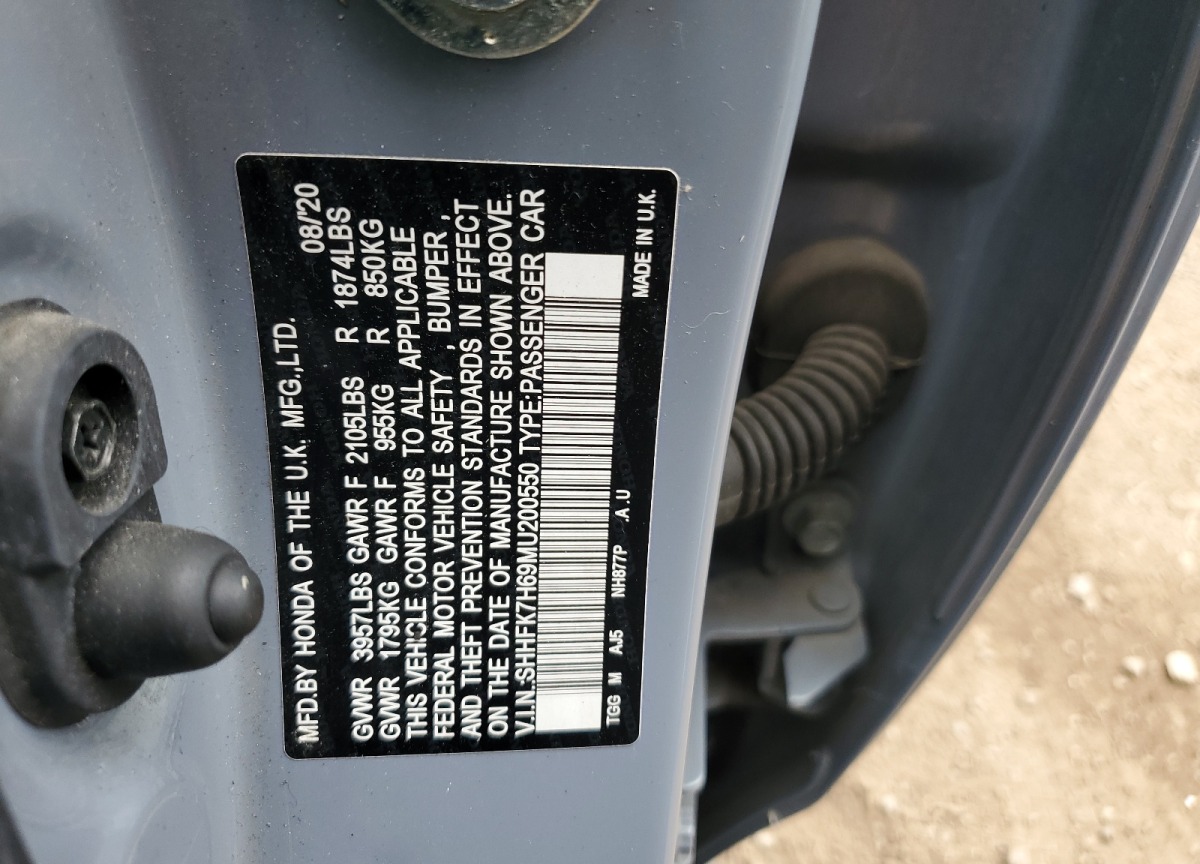 MFD.BY HONDA OF THE U.K. MFG.,LTD. 08/'20
GVWR 3957LBS GAWR F 2105LBS R 1874LBS
GVWR 1795KG GAWR F 955KG R 850KG
THIS VEHICLE CONFORMS TO ALL APPLICABLE
FEDERAL MOTOR VEHICLE SAFETY , BUMPER ,
AND THEFT PREVENTION STANDARDS IN EFFECT
ON THE DATE OF MANUFACTURE SHOWN ABOVE.
V.I.N.:SHHFK7H69MU200550 TYPE:PASSENGER CAR
TGG M AJ5 NH877P A.U MADE IN U.K.